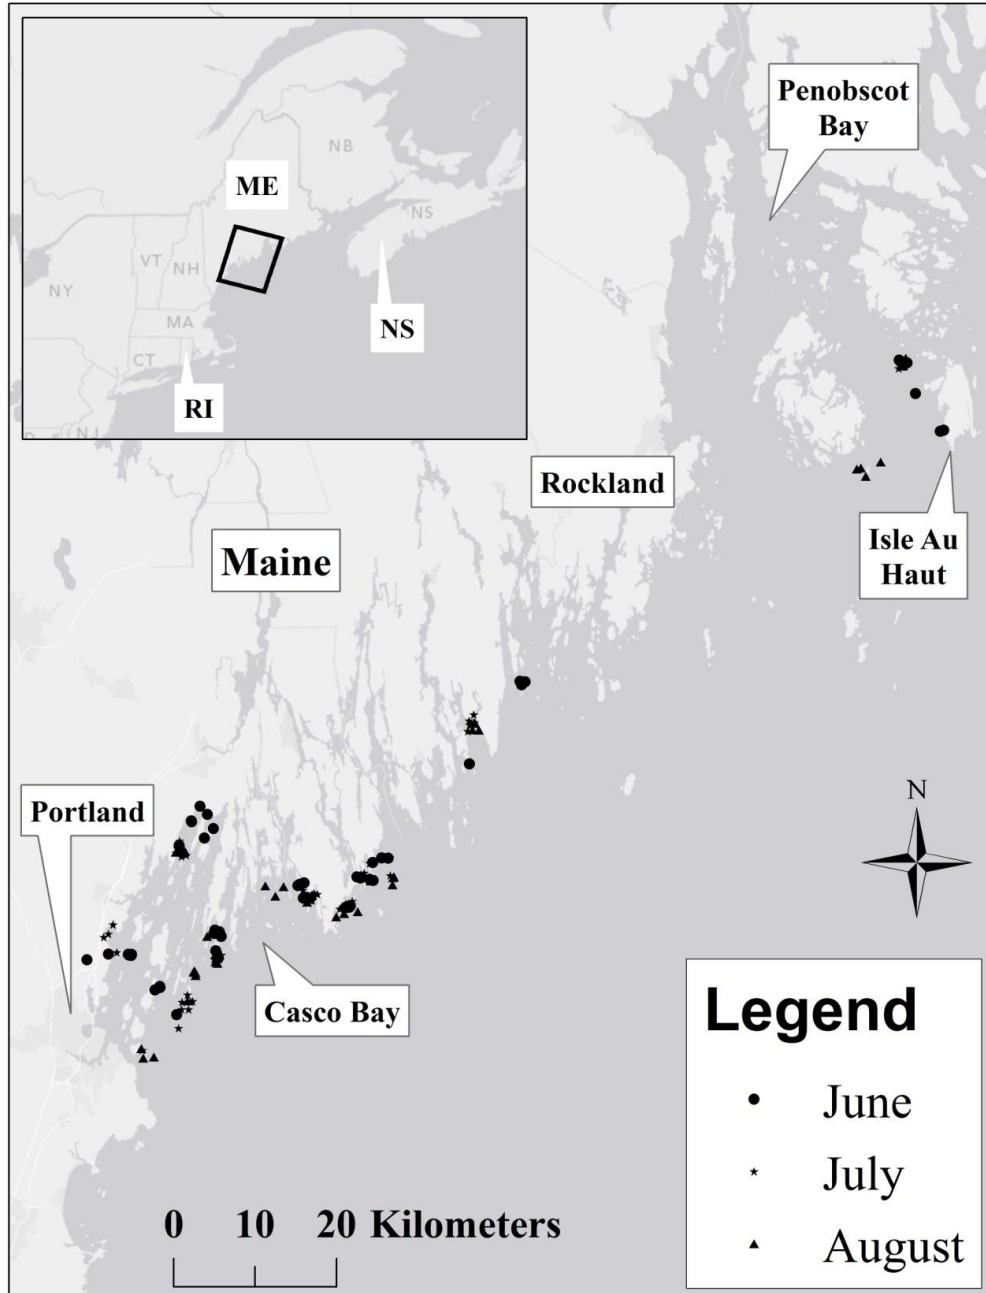 Penobscot
Bay
NB
ME
NS
VT
NH
NY
MA
NS
CT
RI
NJ
Rockland
Maine
Isle Au
Haut
Portland
N
Casco Bay
Legend
June
July
August
0 10 20 Kilometers